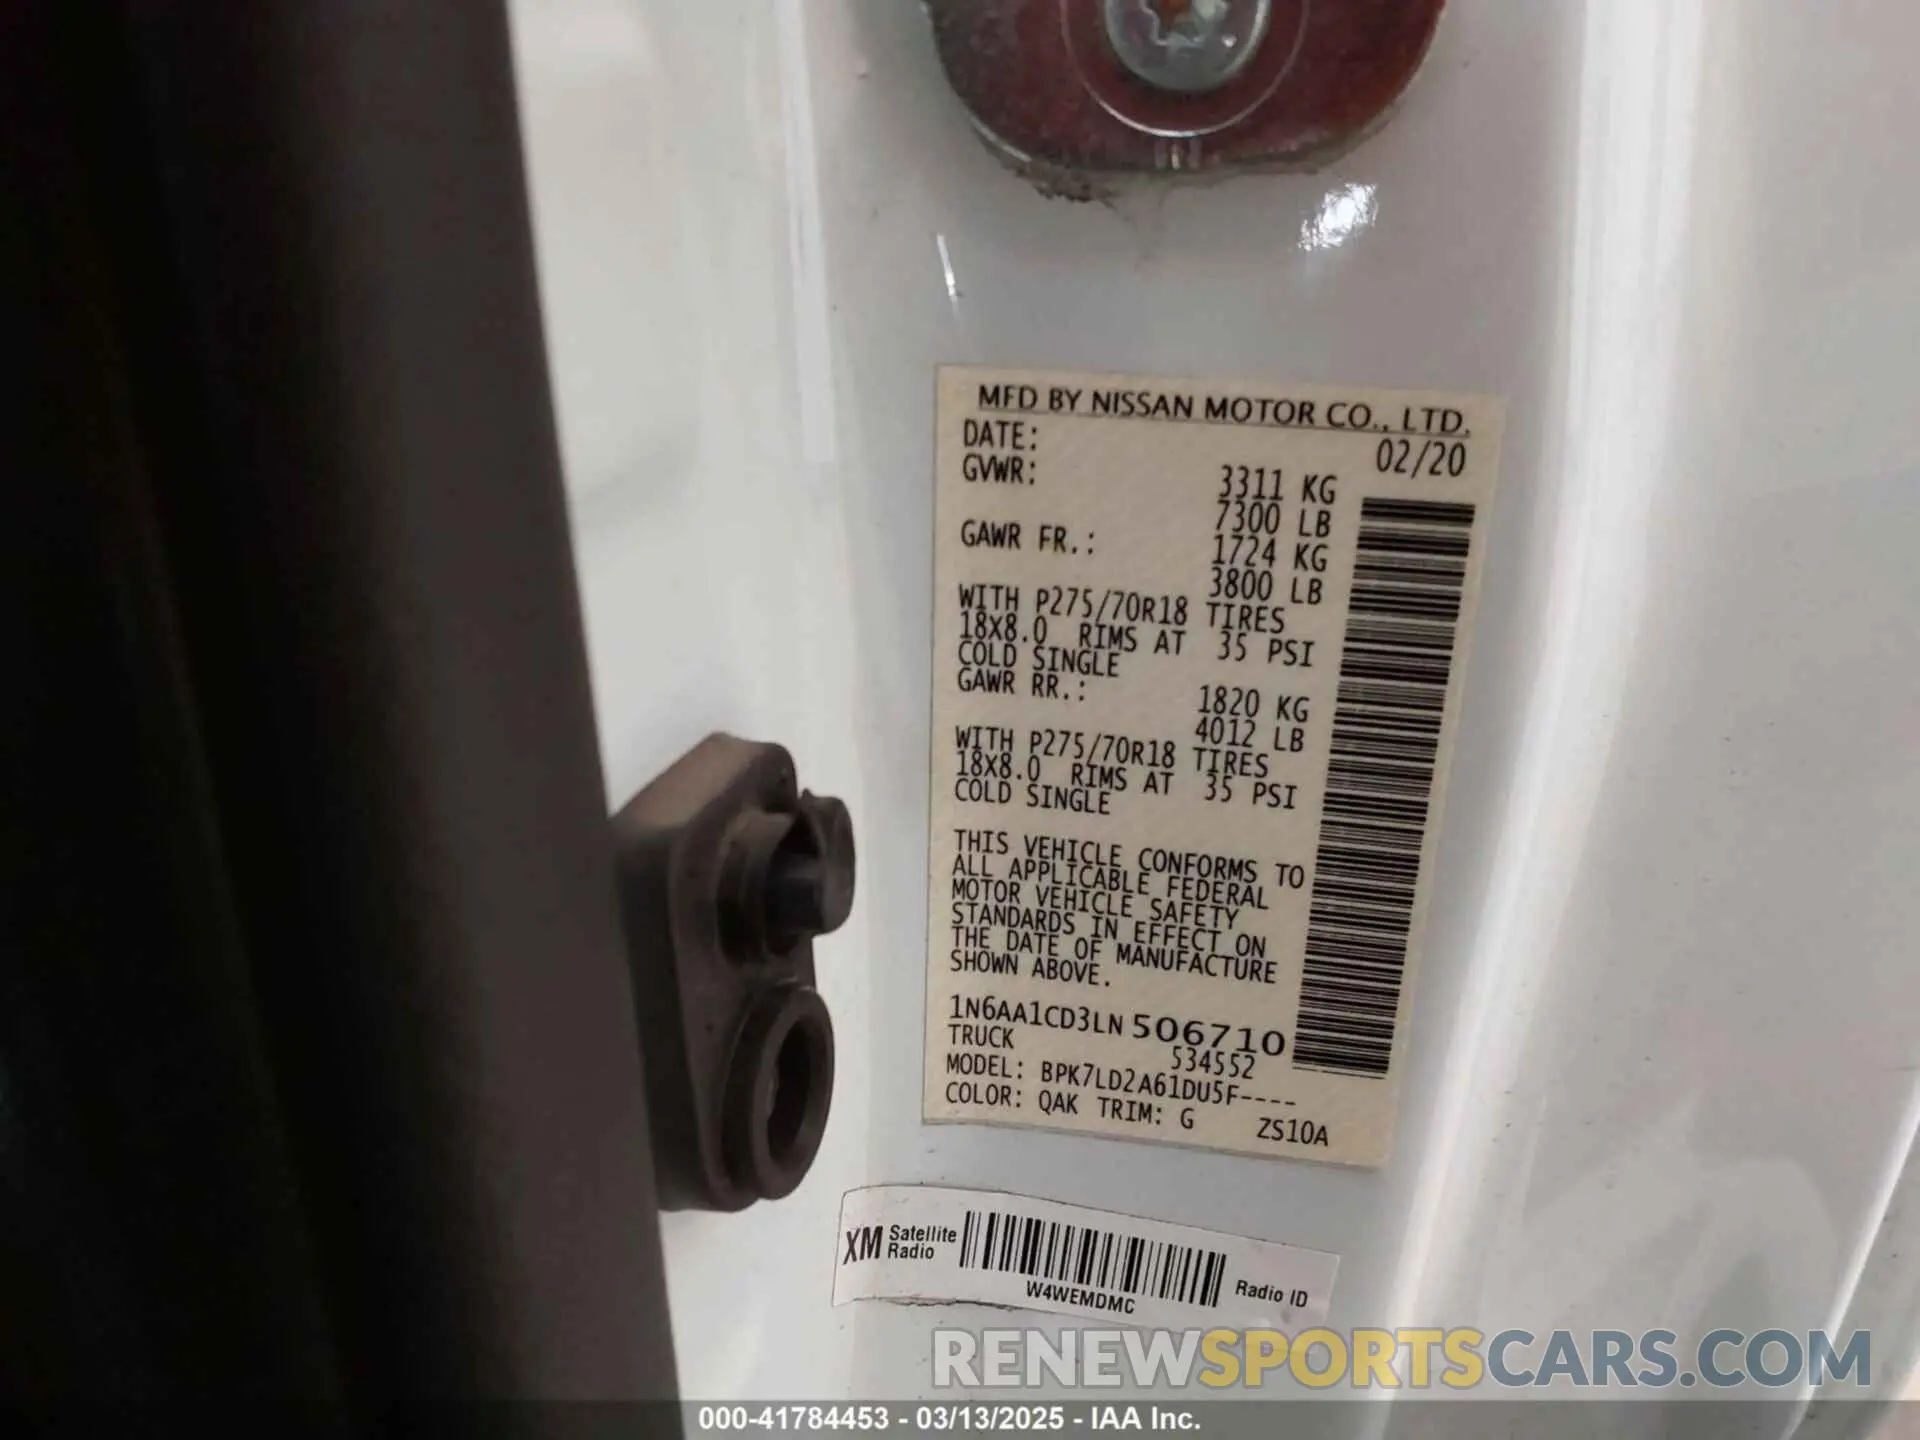 MFD BY NISSAN MOTOR CO., LTD.
DATE: 02/20
GVWR: 3311 KG
7300 LB
GAWR FR.: 1724 KG
3800 LB
WITH P275/70R18 TIRES
18X8.0 RIMS AT 35 PSI
COLD SINGLE
GAWR RR.: 1820 KG
4012 LB
WITH P275/70R18 TIRES
18X8.0 RIMS AT 35 PSI
COLD SINGLE
THIS VEHICLE CONFORMS TO
ALL APPLICABLE FEDERAL
MOTOR VEHICLE SAFETY
STANDARDS IN EFFECT ON
THE DATE OF MANUFACTURE
SHOWN ABOVE.
1N6AA1CD3LN 506710
TRUCK 534552
MODEL: BPK7LD2A61DU5F----
COLOR: QAK TRIM: G ZS10A
XM Satellite Radio
W4WEMDMC
Radio ID
RENEWSPORTSCARS.COM
000-41784453 - 03/13/2025 - IAA Inc.